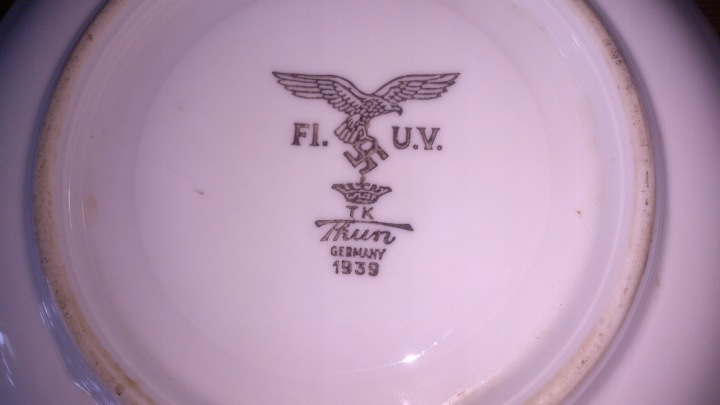 Fl. U.V.
TK
Thun
GERMANY
1939